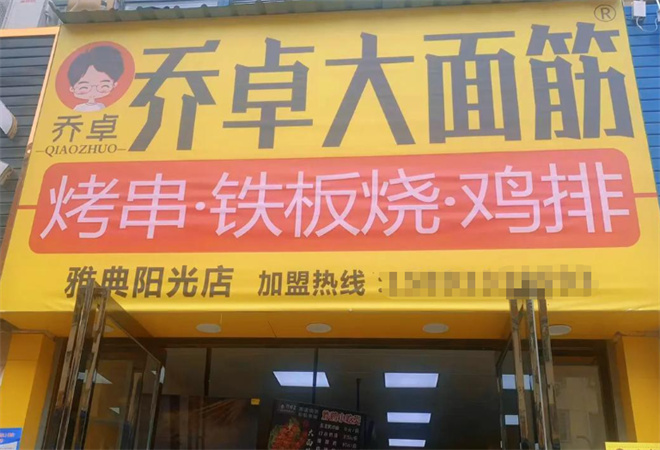 乔卓大面筋®
乔卓
-QIAOZHUO-
烤串·铁板烧·鸡排
雅典阳光店 加盟热线: